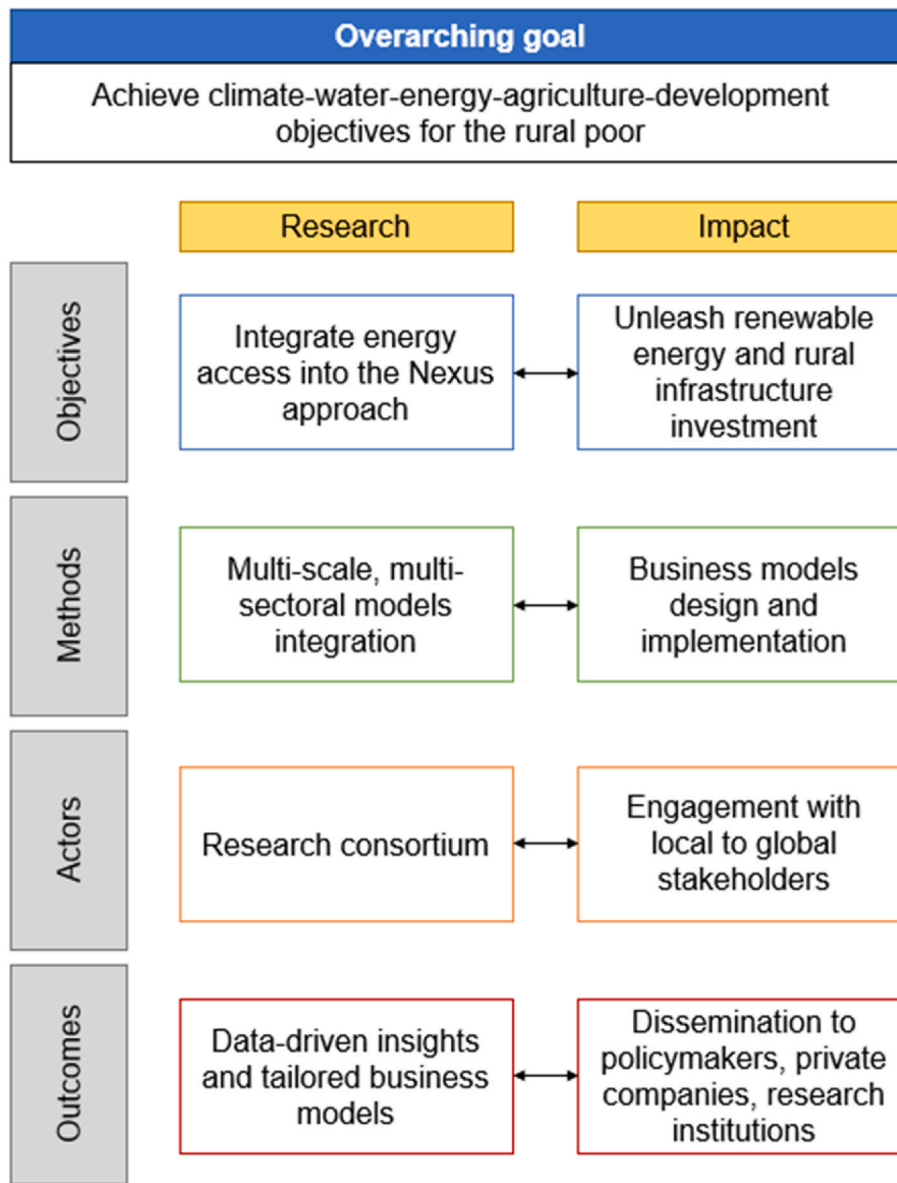 Overarching goal
Achieve climate-water-energy-agriculture-development
objectives for the rural poor
Research
Impact
Objectives
Integrate energy
access into the Nexus
approach
Unleash renewable
energy and rural
infrastructure
investment
Methods
Multi-scale, multi-
sectoral models
integration
Business models
design and
implementation
Actors
Research consortium
Engagement with
local to global
stakeholders
Outcomes
Data-driven insights
and tailored business
models
Dissemination to
policymakers, private
companies, research
institutions